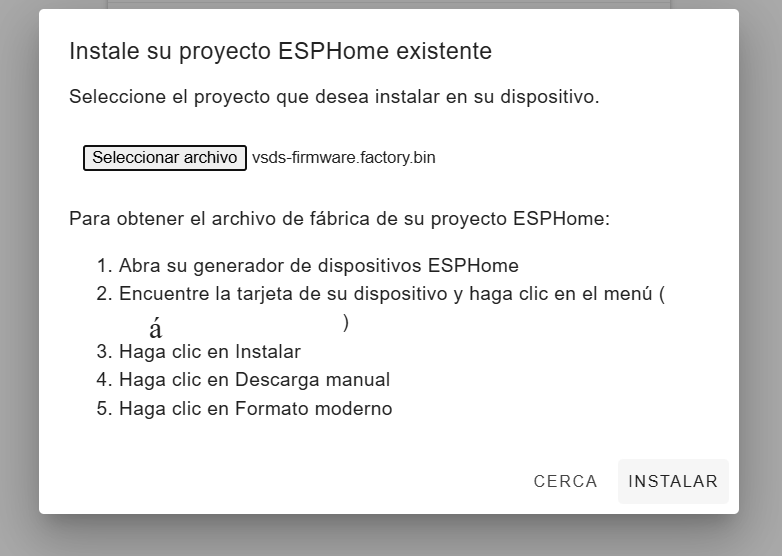 Instale su proyecto ESPHome existente
Seleccione el proyecto que desea instalar en su dispositivo.
Seleccionar archivo vsds-firmware.factory.bin
Para obtener el archivo de fábrica de su proyecto ESPHome:
1. Abra su generador de dispositivos ESPHome
2. Encuentre la tarjeta de su dispositivo y haga clic en el menú (
á )
3. Haga clic en Instalar
4. Haga clic en Descarga manual
5. Haga clic en Formato moderno
CERCA INSTALAR